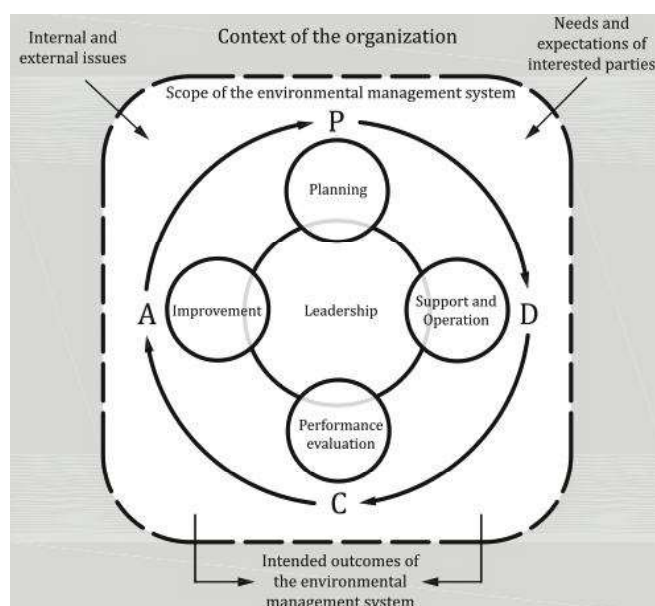 Internal and
external issues
Context of the organization
Needs and
expectations of
interested parties
Scope of the environmental management system
P
Planning
A
Improvement
Leadership
Support and
Operation
D
Performance
evaluation
C
Intended outcomes of
the environmental
management system